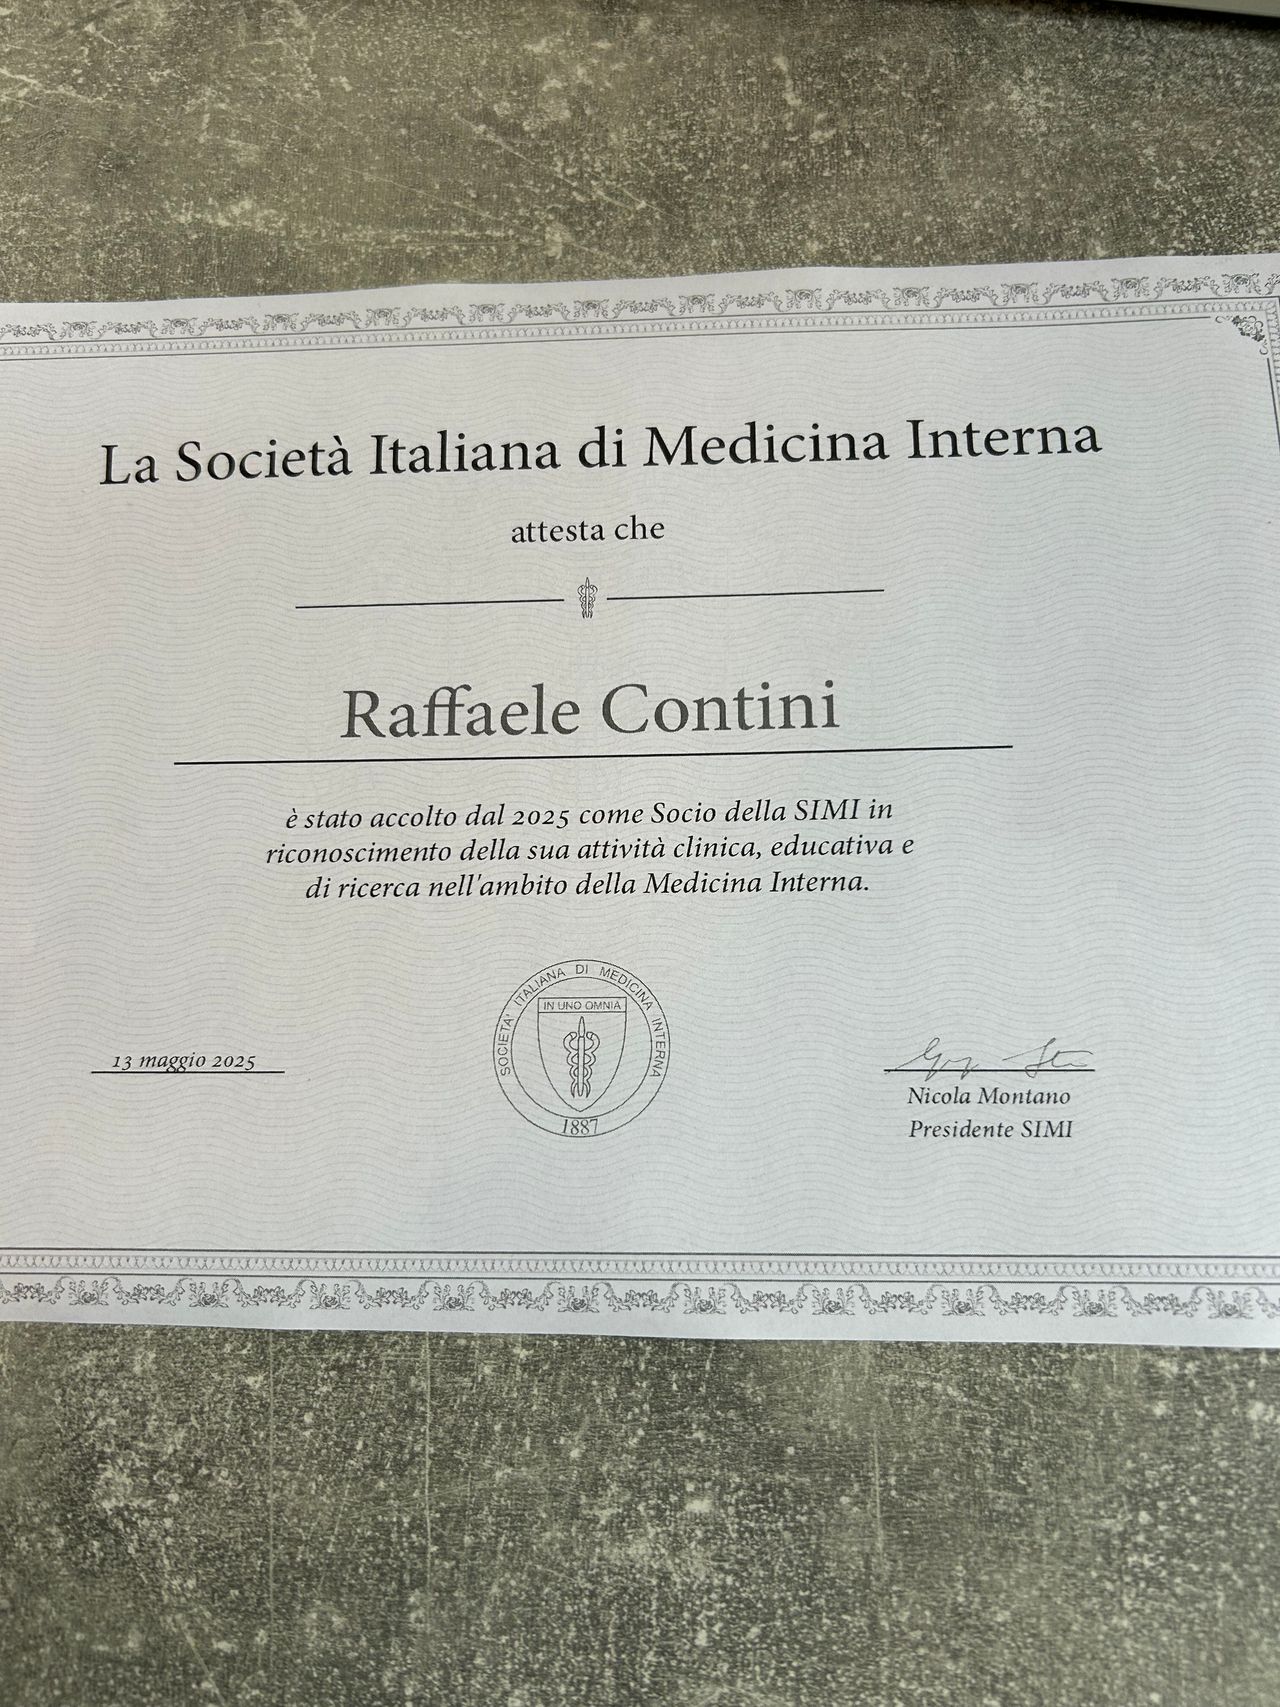 La Società Italiana di Medicina Interna
attesta che
Raffaele Contini
è stato accolto dal 2025 come Socio della SIMI in
riconoscimento della sua attività clinica, educativa e
di ricerca nell'ambito della Medicina Interna.
SOCIETA' ITALIANA DI MEDICINA INTERNA
IN UNO OMNIA
1887
13 maggio 2025
Nicola Montano
Presidente SIMI